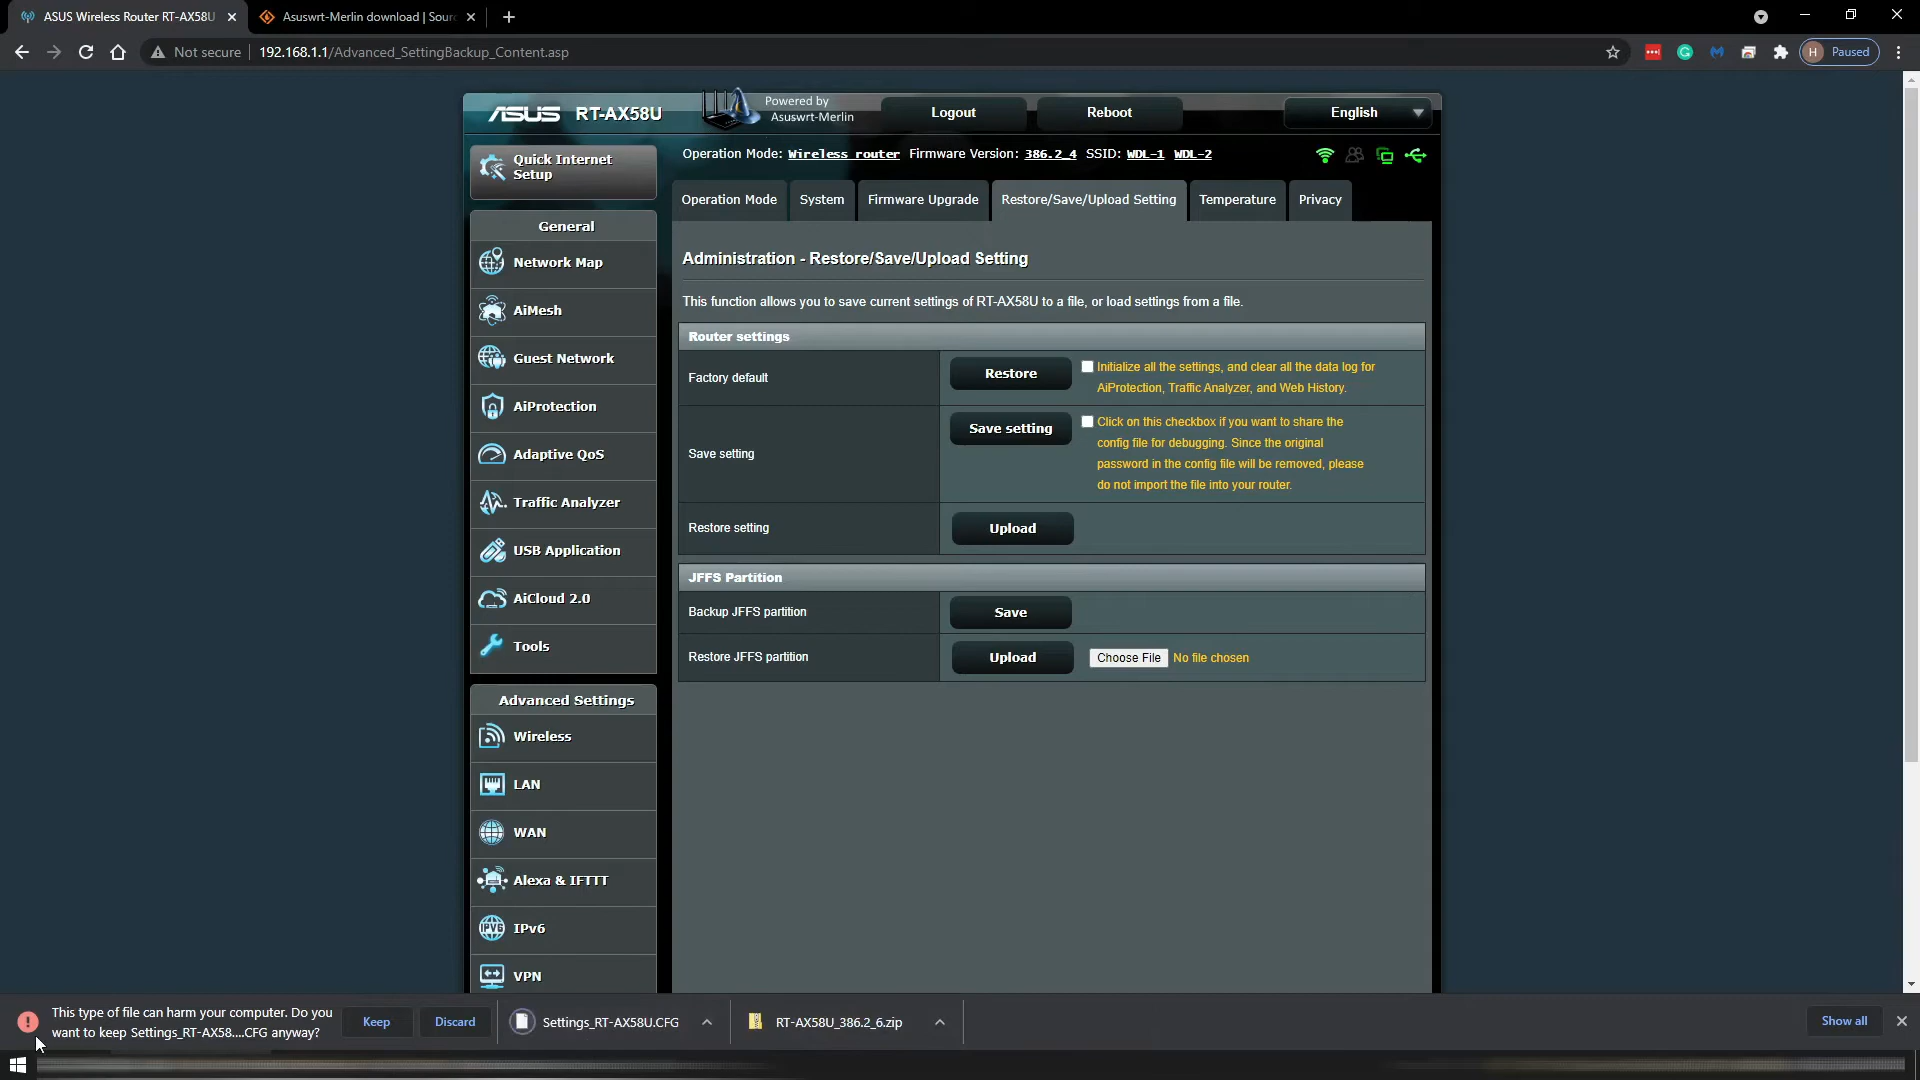 ASUS Wireless Router RT-AX58U
Asuswrt-Merlin download | Sour
Not secure
192.168.1.1/Advanced_SettingBackup_Content.asp
H Paused
ASUS RT-AX58U
Powered by
Asuswrt-Merlin
Logout
Reboot
English
Quick Internet
Setup
Operation Mode: Wireless router Firmware Version: 386.2_4 SSID: WDL-1 WDL-2
Operation Mode
System
Firmware Upgrade
Restore/Save/Upload Setting
Temperature
Privacy
General
Network Map
AiMesh
Guest Network
AiProtection
Adaptive QoS
Traffic Analyzer
USB Application
AiCloud 2.0
Tools
Advanced Settings
Wireless
LAN
WAN
Alexa & IFTTT
IPv6
VPN
Administration - Restore/Save/Upload Setting
This function allows you to save current settings of RT-AX58U to a file, or load settings from a file.
Router settings
Factory default
Restore
Initialize all the settings, and clear all the data log for
AiProtection, Traffic Analyzer, and Web History.
Save setting
Save setting
Click on this checkbox if you want to share the
config file for debugging. Since the original
password in the config file will be removed, please
do not import the file into your router.
Restore setting
Upload
JFFS Partition
Backup JFFS partition
Save
Restore JFFS partition
Upload
Choose File No file chosen
This type of file can harm your computer. Do you
want to keep Settings_RT-AX58....CFG anyway?
Keep
Discard
Settings_RT-AX58U.CFG
RT-AX58U_386.2_6.zip
Show all